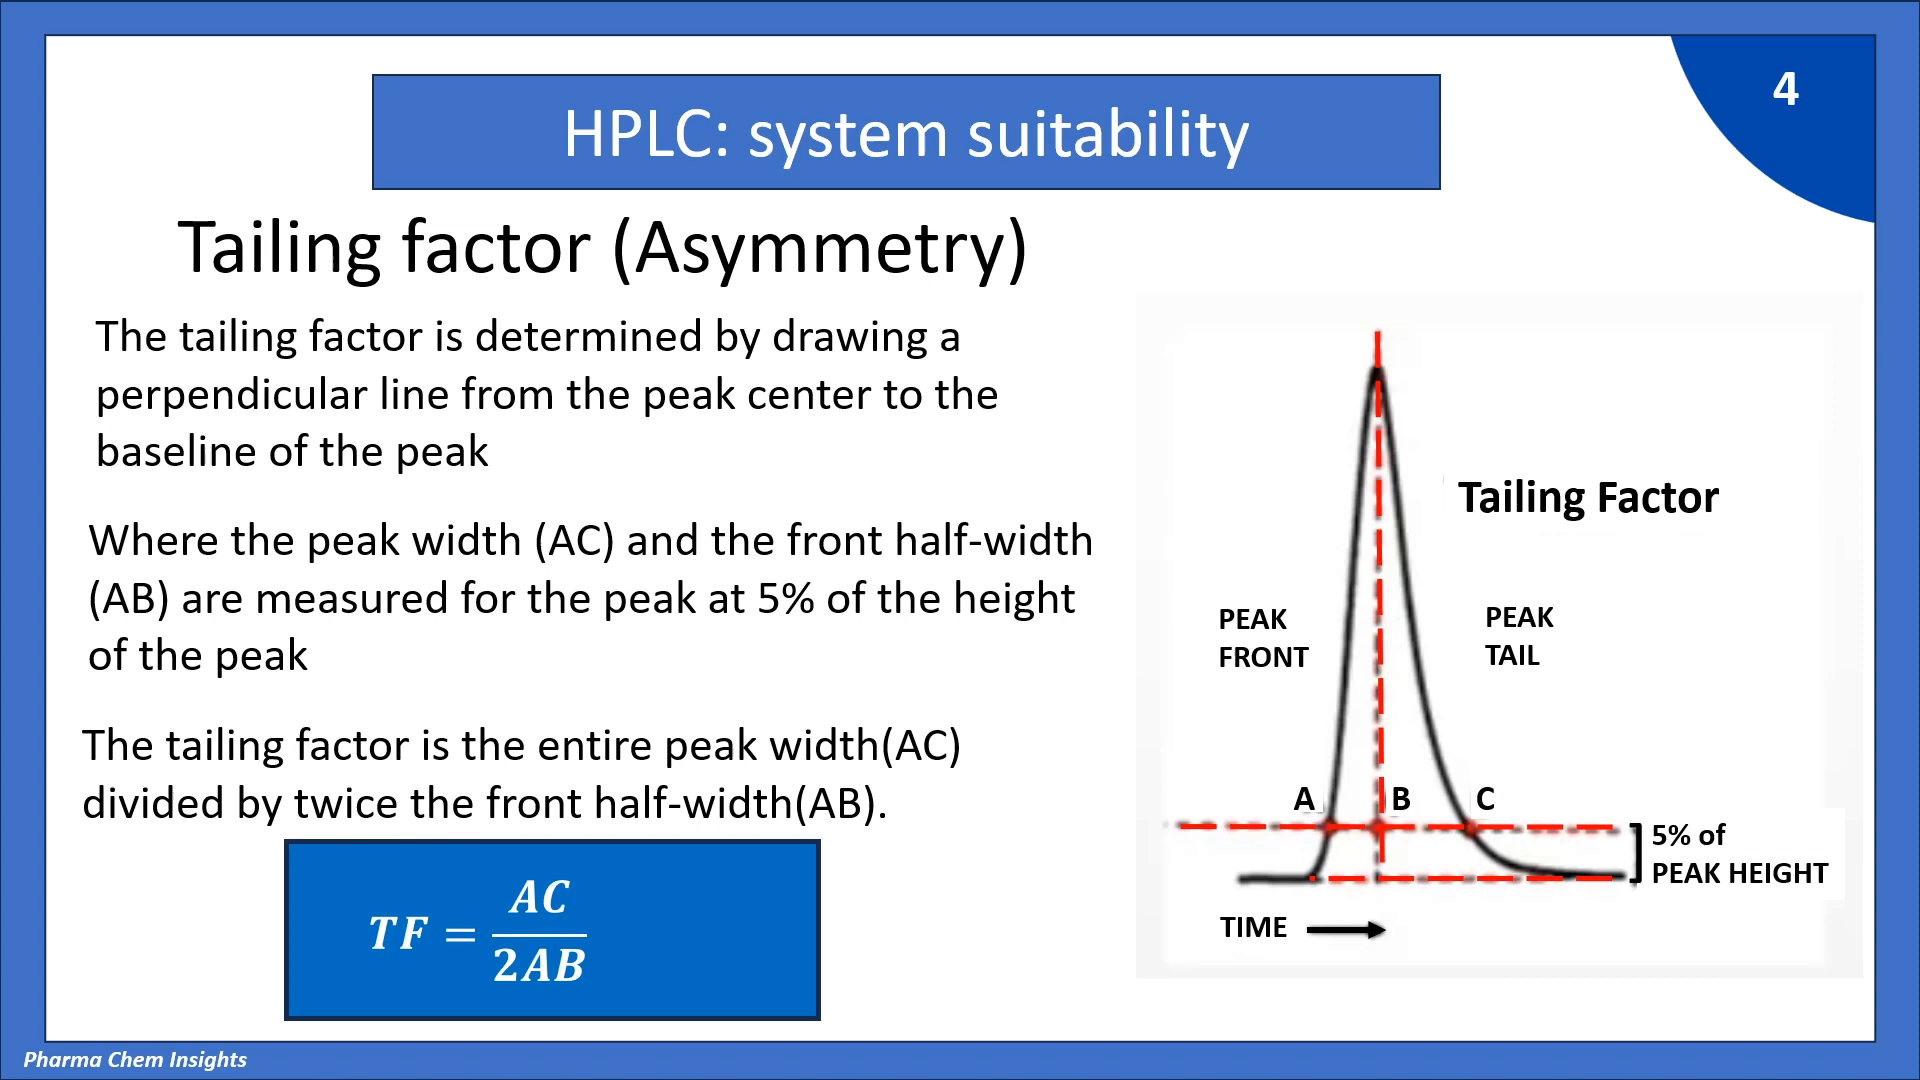 4
HPLC: system suitability
Tailing factor (Asymmetry)
The tailing factor is determined by drawing a
perpendicular line from the peak center to the
baseline of the peak
Where the peak width (AC) and the front half-width
(AB) are measured for the peak at 5% of the height
of the peak
The tailing factor is the entire peak width(AC)
divided by twice the front half-width(AB).
TF = AC / 2AB
Tailing Factor
PEAK
FRONT
PEAK
TAIL
A B C
5% of
PEAK HEIGHT
TIME
Pharma Chem Insights